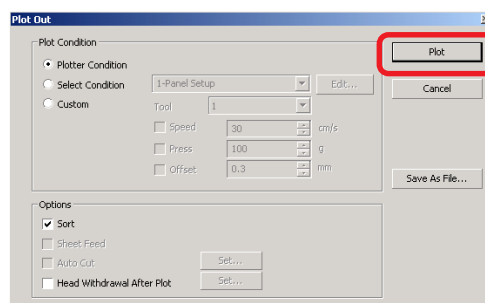 Plot Out
Plot Condition
Plotter Condition
Select Condition
1-Panel Setup
Edit...
Custom
Tool
1
Speed
30
cm/s
Press
100
g
Offset
0.3
mm
Plot
Cancel
Save As File...
Options
Sort
Sheet Feed
Auto Cut
Set...
Head Withdrawal After Plot
Set...